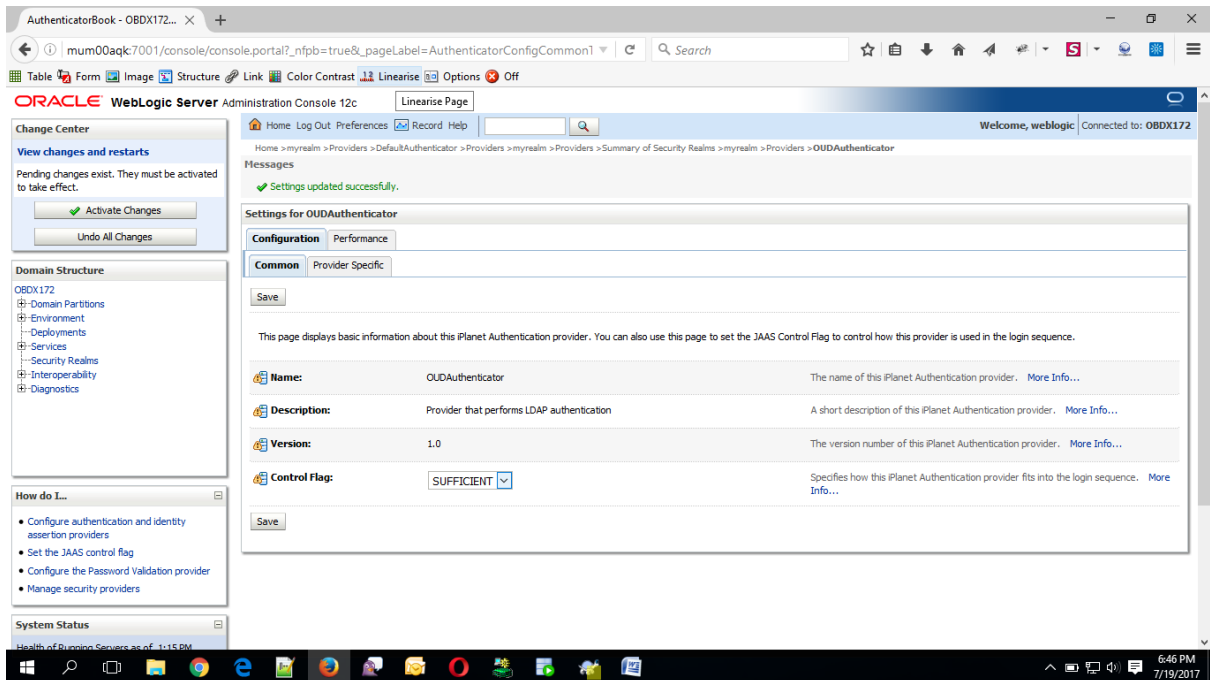 AuthenticatorBook - OBDX172...
mum00aqk:7001/console/console.portal?_nfpb=true&_pageLabel=AuthenticatorConfigCommon1
Search
Table Form Image Structure Link Color Contrast Linearise Options Off
ORACLE WebLogic Server Administration Console 12c
Linearise Page
Change Center
View changes and restarts
Pending changes exist. They must be activated
to take effect.
Activate Changes
Undo All Changes
Domain Structure
OBDX172
Domain Partitions
Environment
Deployments
Services
Security Realms
Interoperability
Diagnostics
How do I...
Configure authentication and identity
assertion providers
Set the JAAS control flag
Configure the Password Validation provider
Manage security providers
System Status
Health of Running Servers as of 1:15 PM
Home Log Out Preferences Record Help
Welcome, weblogic Connected to: OBDX172
Home >myrealm >Providers >DefaultAuthenticator >Providers >myrealm >Providers >Summary of Security Realms >myrealm >Providers >OUDAuthenticator
Messages
Settings updated successfully.
Settings for OUDAuthenticator
Configuration Performance
Common Provider Specific
Save
This page displays basic information about this iPlanet Authentication provider. You can also use this page to set the JAAS Control Flag to control how this provider is used in the login sequence.
Name: OUDAuthenticator The name of this iPlanet Authentication provider. More Info...
Description: Provider that performs LDAP authentication A short description of this iPlanet Authentication provider. More Info...
Version: 1.0 The version number of this iPlanet Authentication provider. More Info...
Control Flag: SUFFICIENT Specifies how this iPlanet Authentication provider fits into the login sequence. More
Info...
Save
6:46 PM
7/19/2017